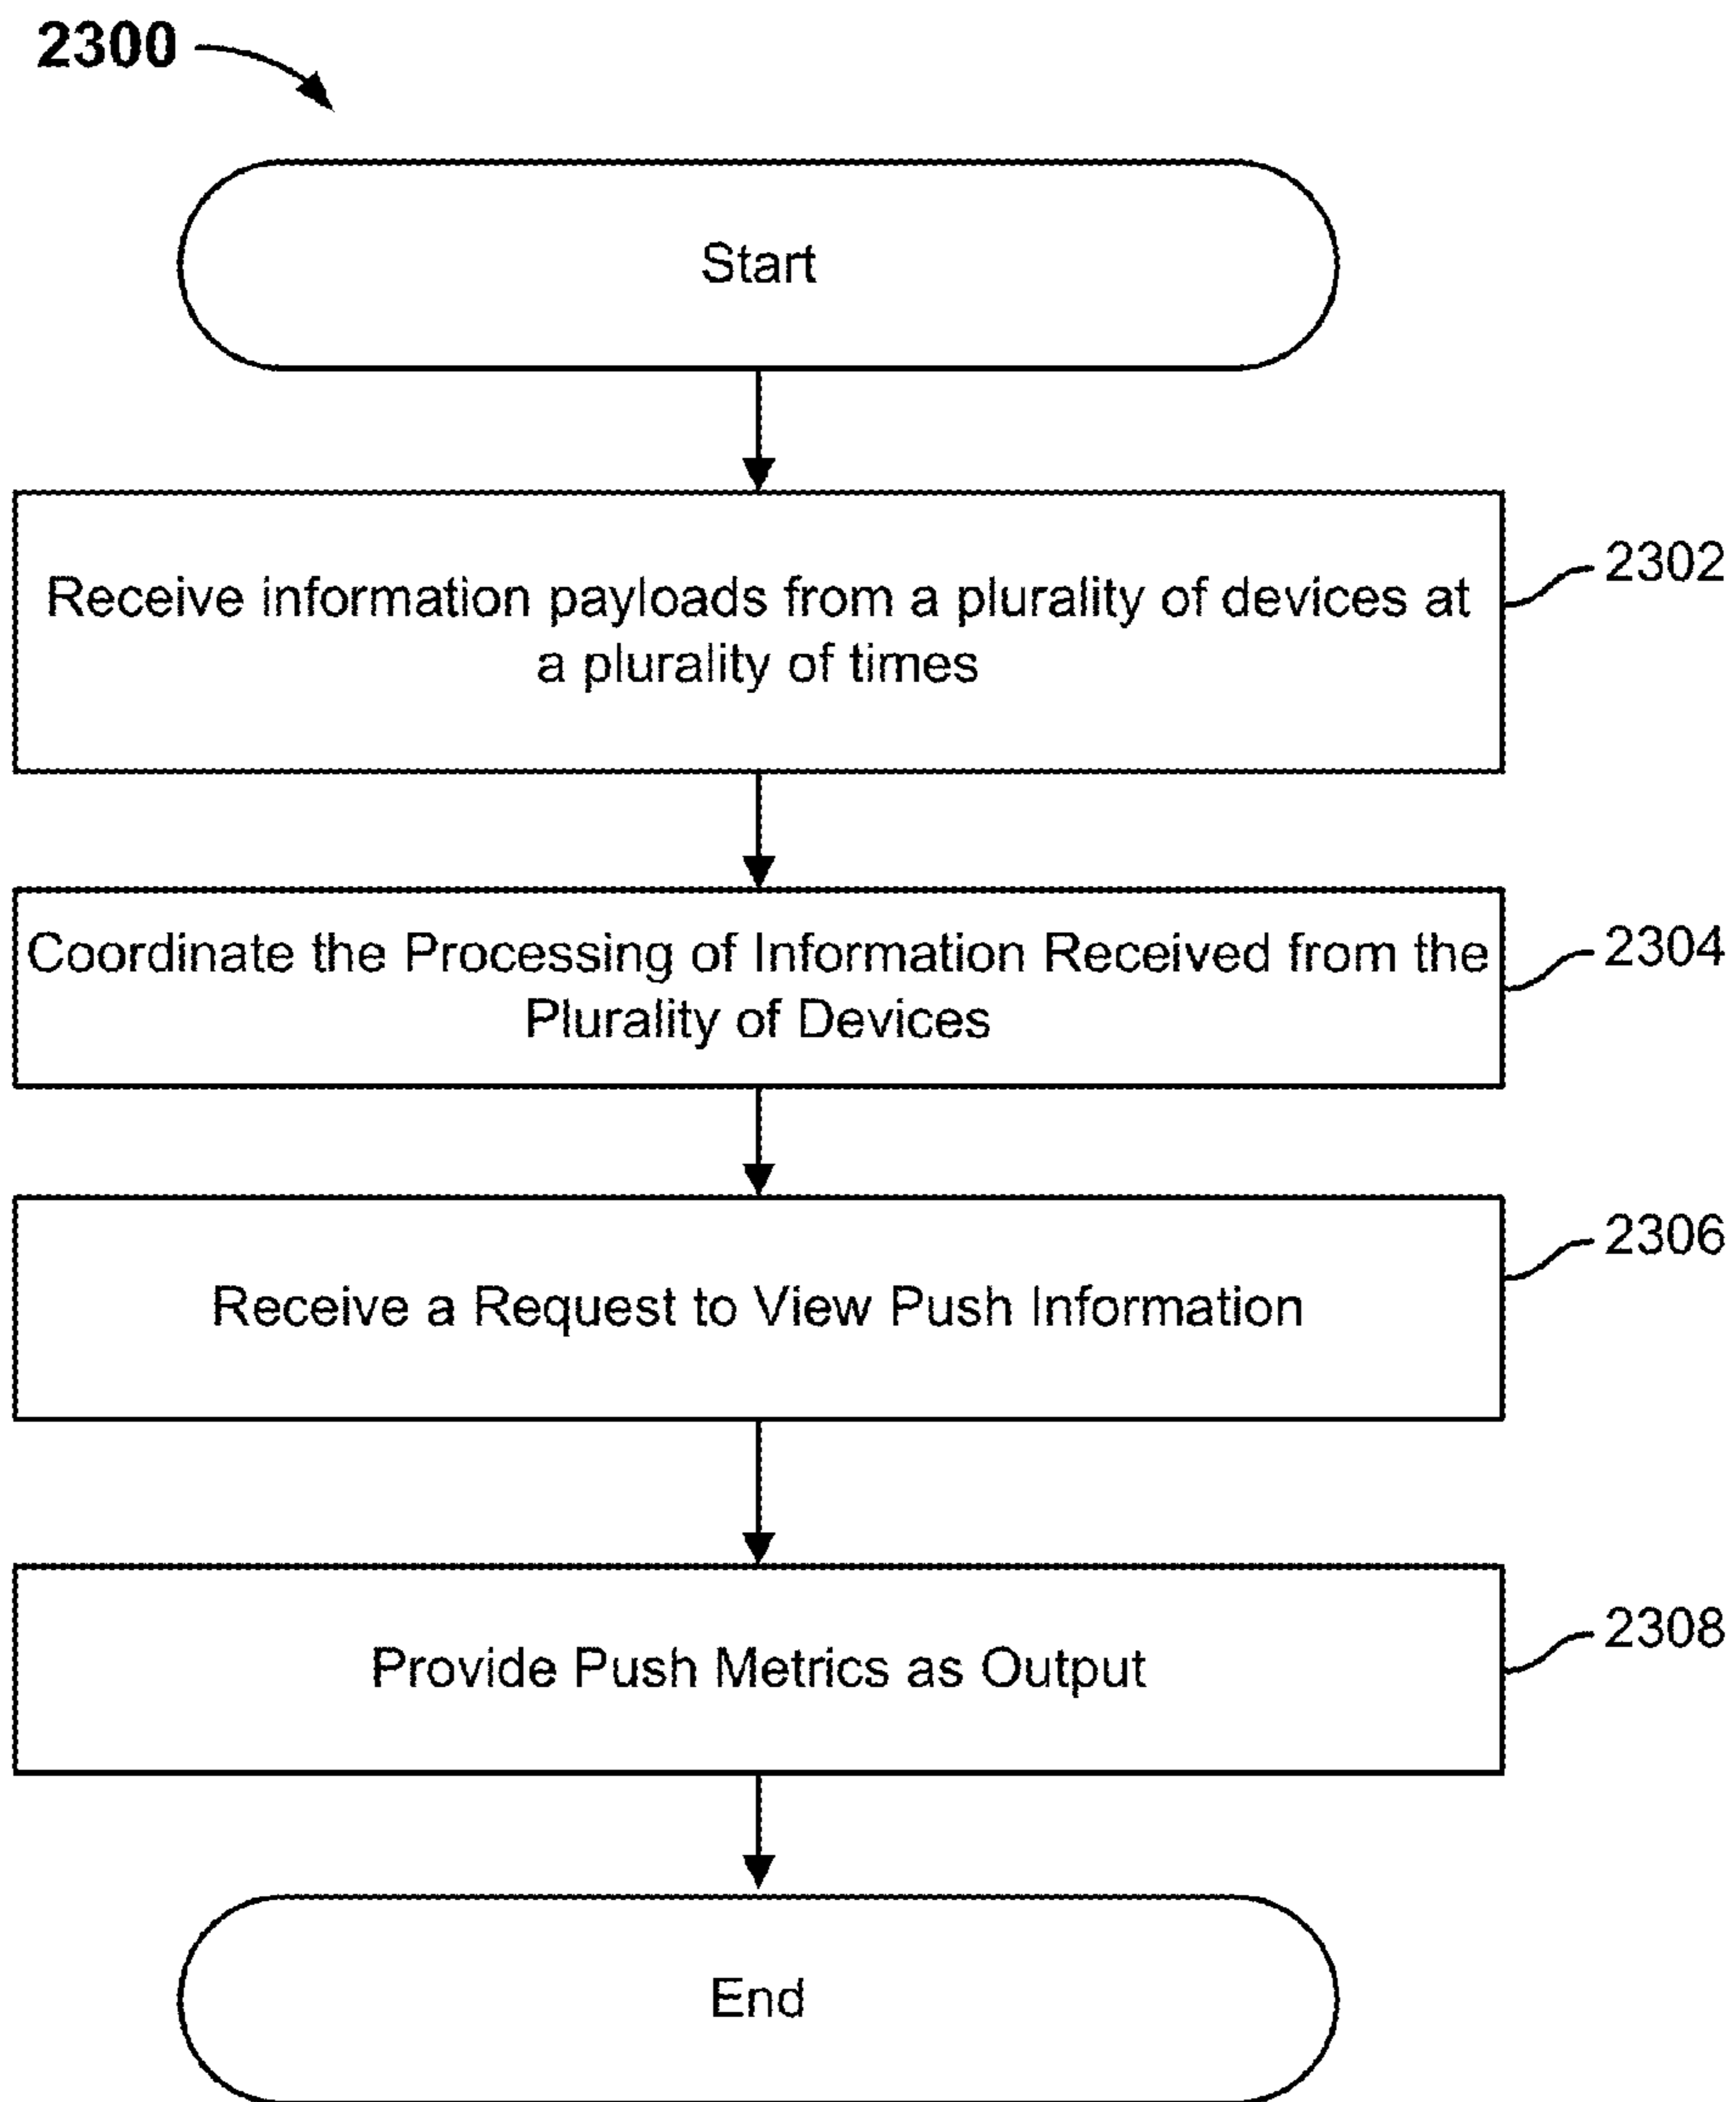 2300
Start
Receive information payloads from a plurality of devices at
a plurality of times
2302
Coordinate the Processing of Information Received from the
Plurality of Devices
2304
Receive a Request to View Push Information
2306
Provide Push Metrics as Output
2308
End